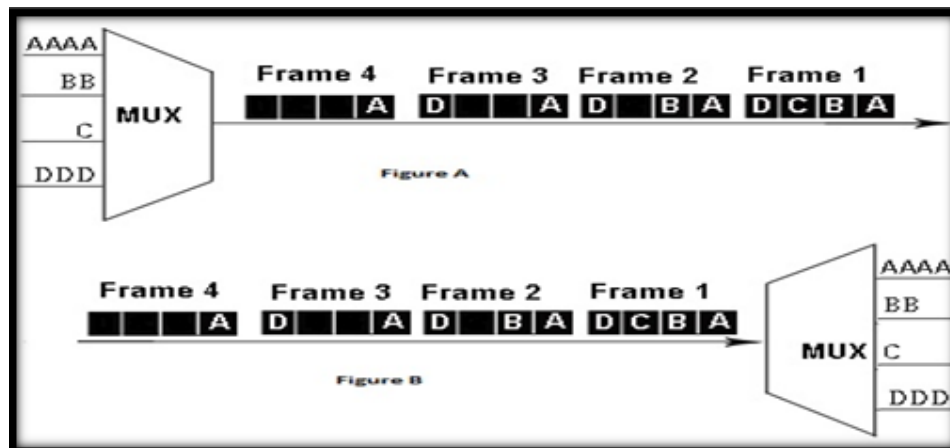 AAAA
BB
C
DDD
MUX
Frame 4 Frame 3 Frame 2 Frame 1
A D A D B A D C B A
Figure A
Frame 4 Frame 3 Frame 2 Frame 1
A D A D B A D C B A
Figure B
MUX
AAAA
BB
C
DDD